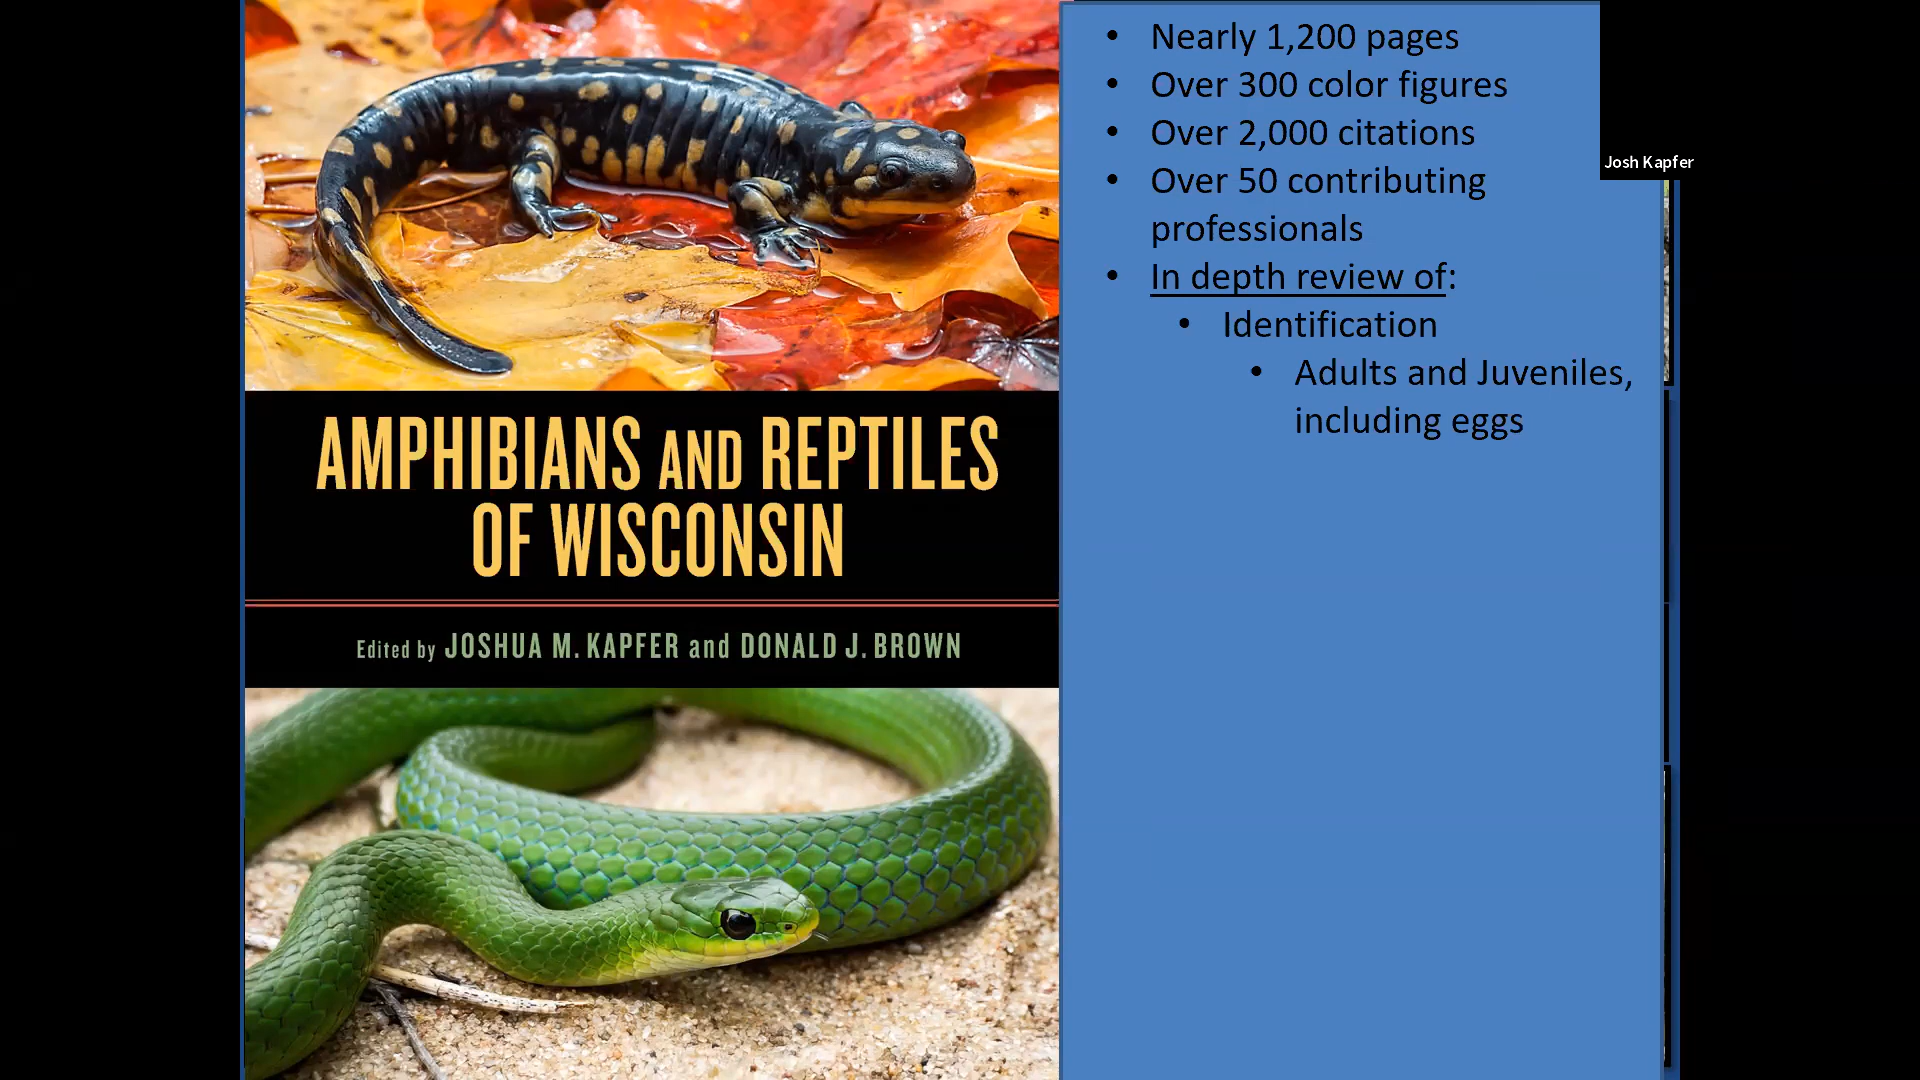 AMPHIBIANS AND REPTILES
OF WISCONSIN
Edited by JOSHUA M. KAPFER and DONALD J. BROWN
• Nearly 1,200 pages
• Over 300 color figures
• Over 2,000 citations
• Over 50 contributing
professionals
• In depth review of:
• Identification
• Adults and Juveniles,
including eggs
Josh Kapfer